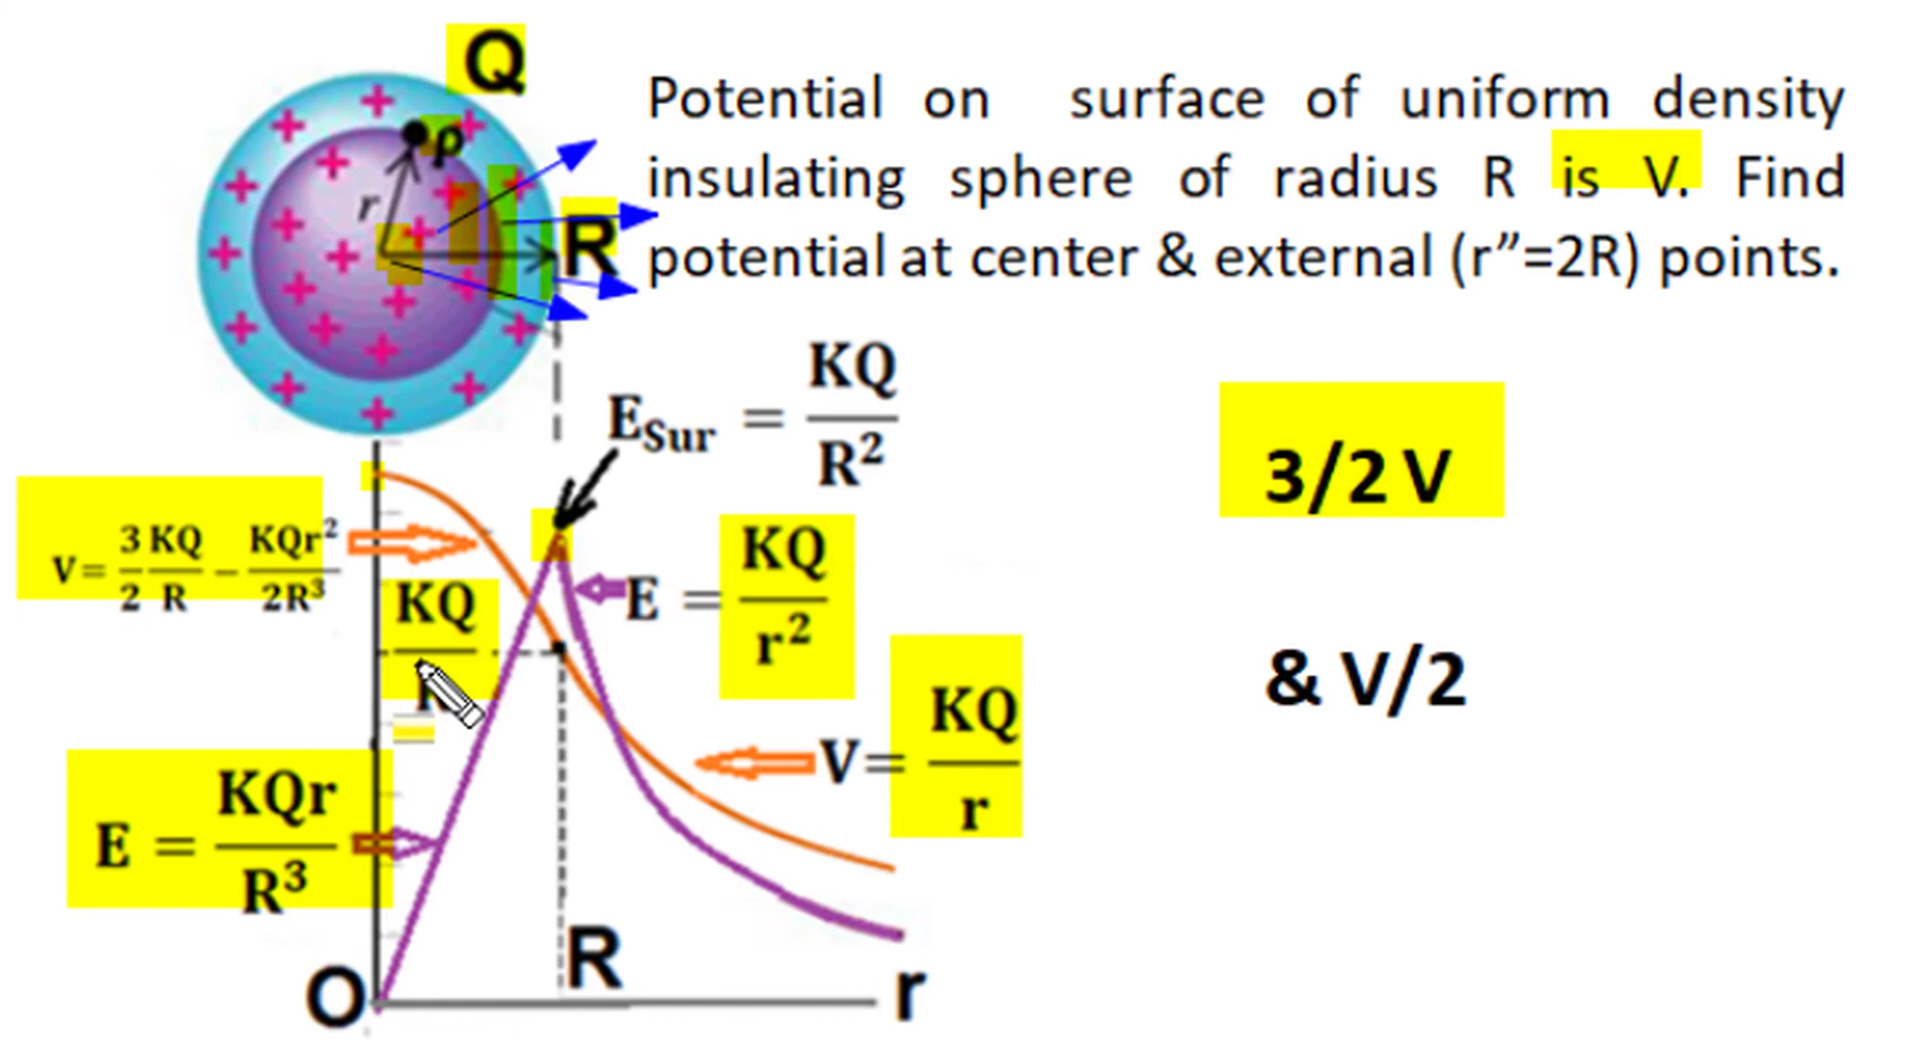 Q
Potential on surface of uniform density
ρ
insulating sphere of radius R is V. Find
r
R
potential at center & external (r”=2R) points.
E_Sur = KQ/R²
3/2 V
V= 3/2 KQ/R − KQr²/2R³
E = KQ/r²
KQ
& V/2
V= KQ/r
E = KQr/R³
R
O
r